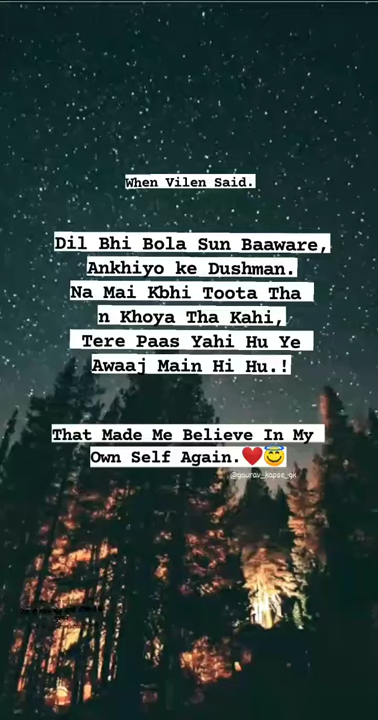 When Vilen Said.
Dil Bhi Bola Sun Baaware,
Ankhiyo ke Dushman.
Na Mai Kbhi Toota Tha
n Khoya Tha Kahi,
Tere Paas Yahi Hu Ye
Awaaj Main Hi Hu.!
That Made Me Believe In My
Own Self Again.❤️😇
@gaurav_kapse_gk